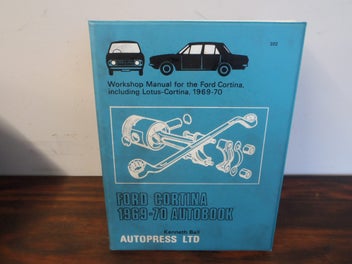 322
Workshop Manual for the Ford Cortina,
including Lotus-Cortina, 1969-70
FORD CORTINA
1969-70 AUTOBOOK
Kenneth Ball
AUTOPRESS LTD